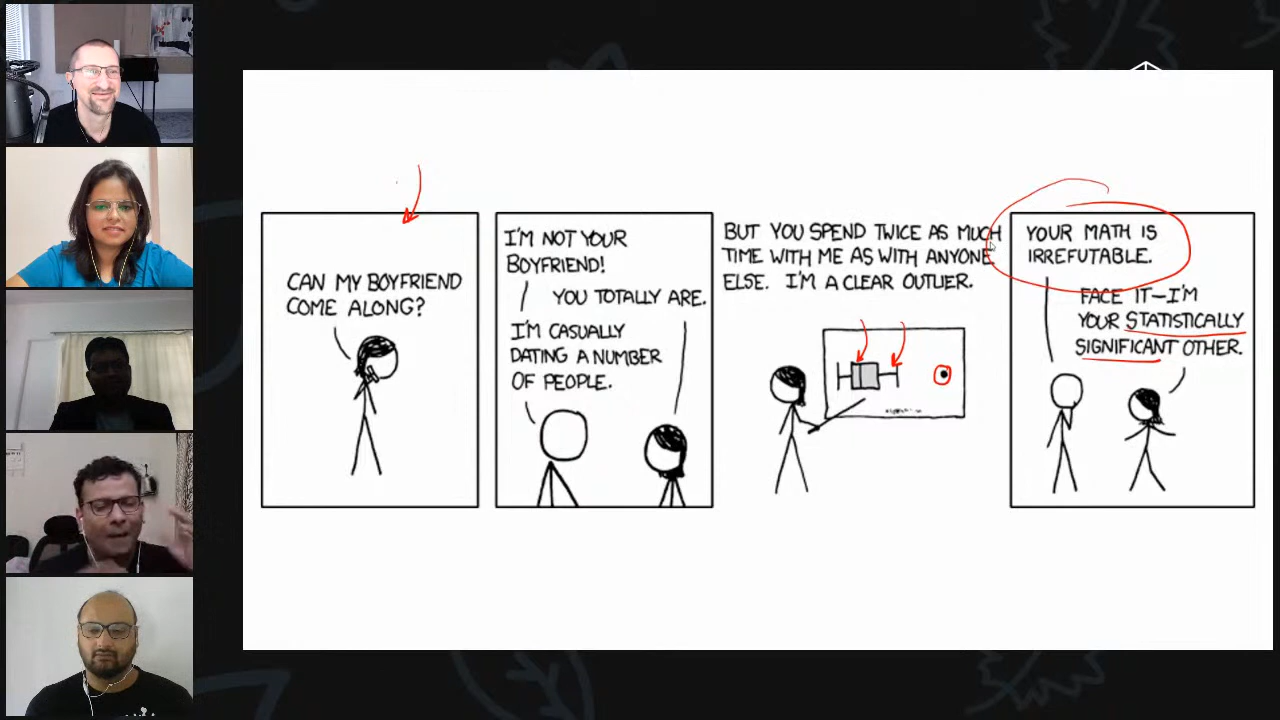 CAN MY BOYFRIEND
COME ALONG?
I'M NOT YOUR
BOYFRIEND!
YOU TOTALLY ARE.
I'M CASUALLY
DATING A NUMBER
OF PEOPLE.
BUT YOU SPEND TWICE AS MUCH
TIME WITH ME AS WITH ANYONE
ELSE. I'M A CLEAR OUTLIER.
YOUR MATH IS
IRREFUTABLE.
FACE IT—I'M
YOUR STATISTICALLY
SIGNIFICANT OTHER.